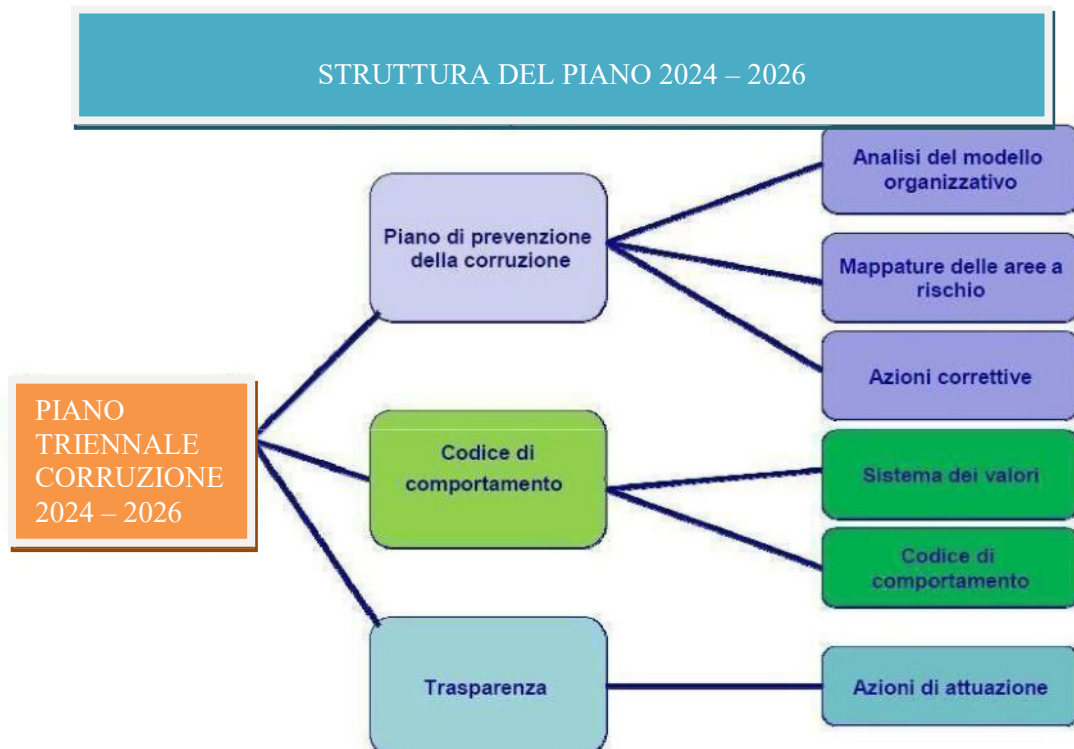 STRUTTURA DEL PIANO 2024 – 2026
Analisi del modello
organizzativo
Piano di prevenzione
della corruzione
Mappature delle aree a
rischio
Azioni correttive
PIANO
TRIENNALE
CORRUZIONE
2024 – 2026
Codice di
comportamento
Sistema dei valori
Codice di
comportamento
Trasparenza
Azioni di attuazione